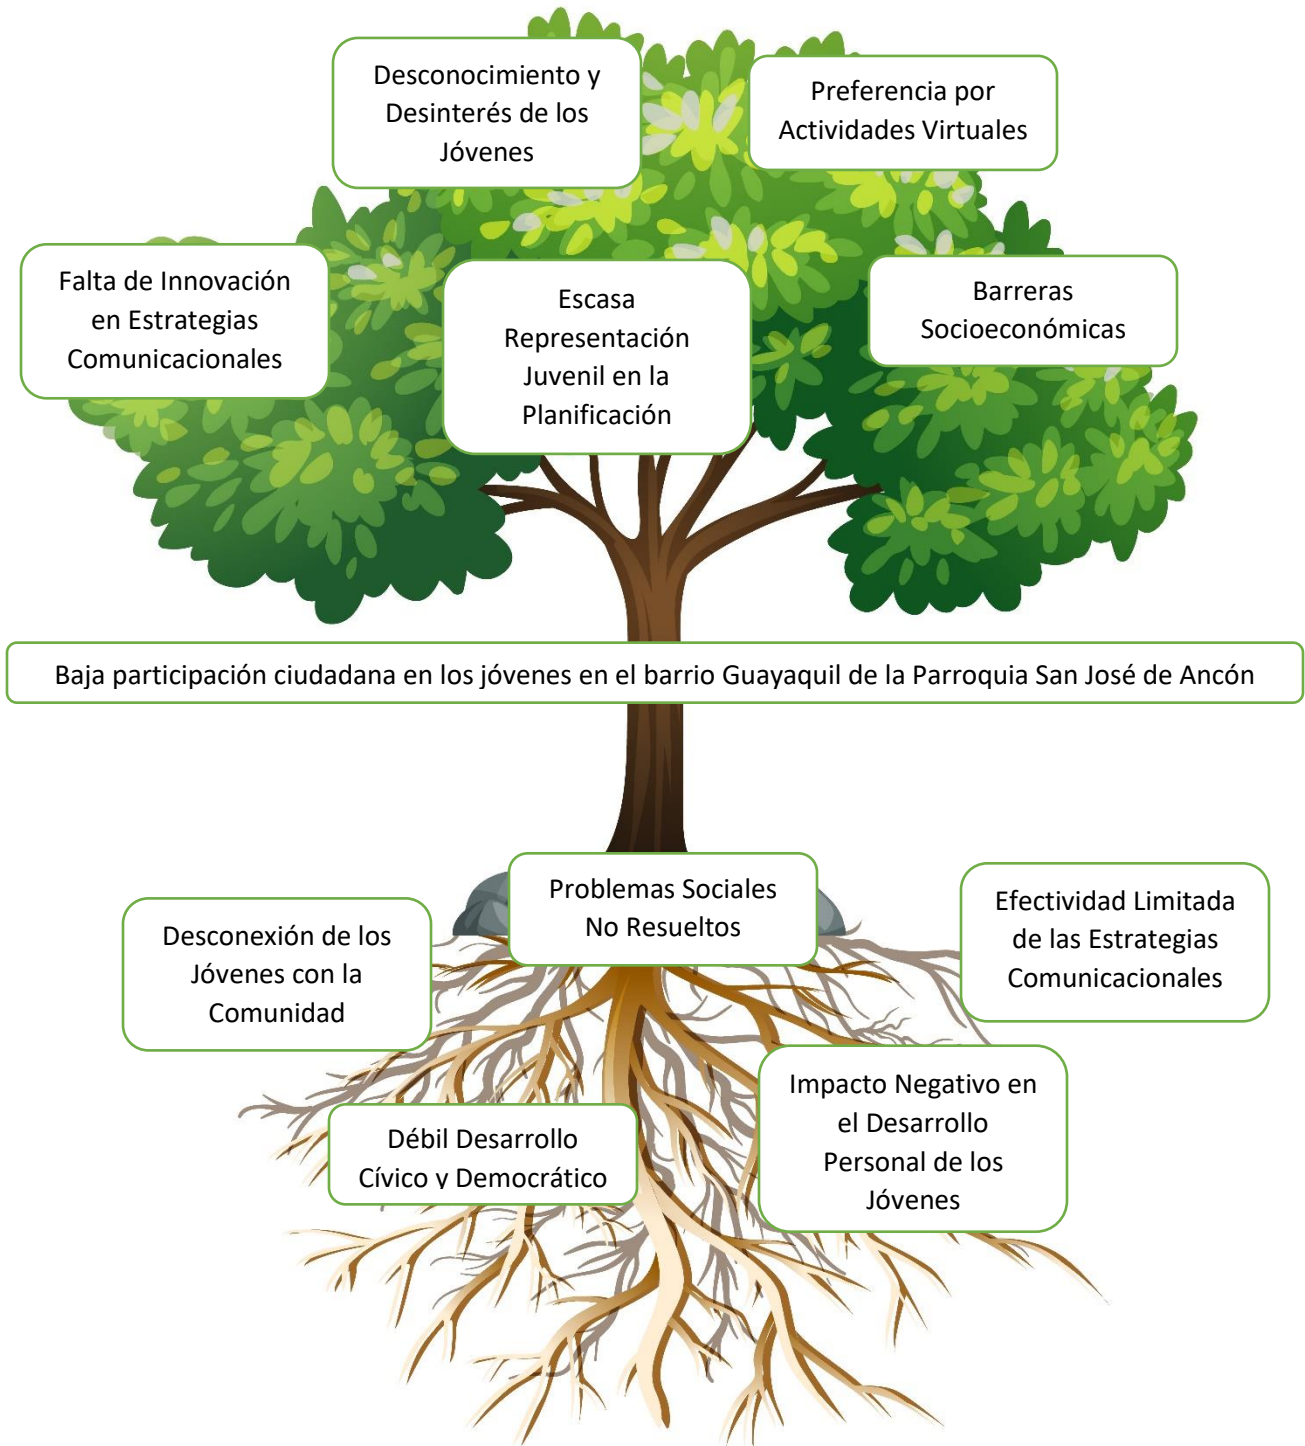 Desconocimiento y
Desinterés de los
Jóvenes
Preferencia por
Actividades Virtuales
Falta de Innovación
en Estrategias
Comunicacionales
Escasa
Representación
Juvenil en la
Planificación
Barreras
Socioeconómicas
Baja participación ciudadana en los jóvenes en el barrio Guayaquil de la Parroquia San José de Ancón
Problemas Sociales
No Resueltos
Desconexión de los
Jóvenes con la
Comunidad
Efectividad Limitada
de las Estrategias
Comunicacionales
Débil Desarrollo
Cívico y Democrático
Impacto Negativo en
el Desarrollo
Personal de los
Jóvenes